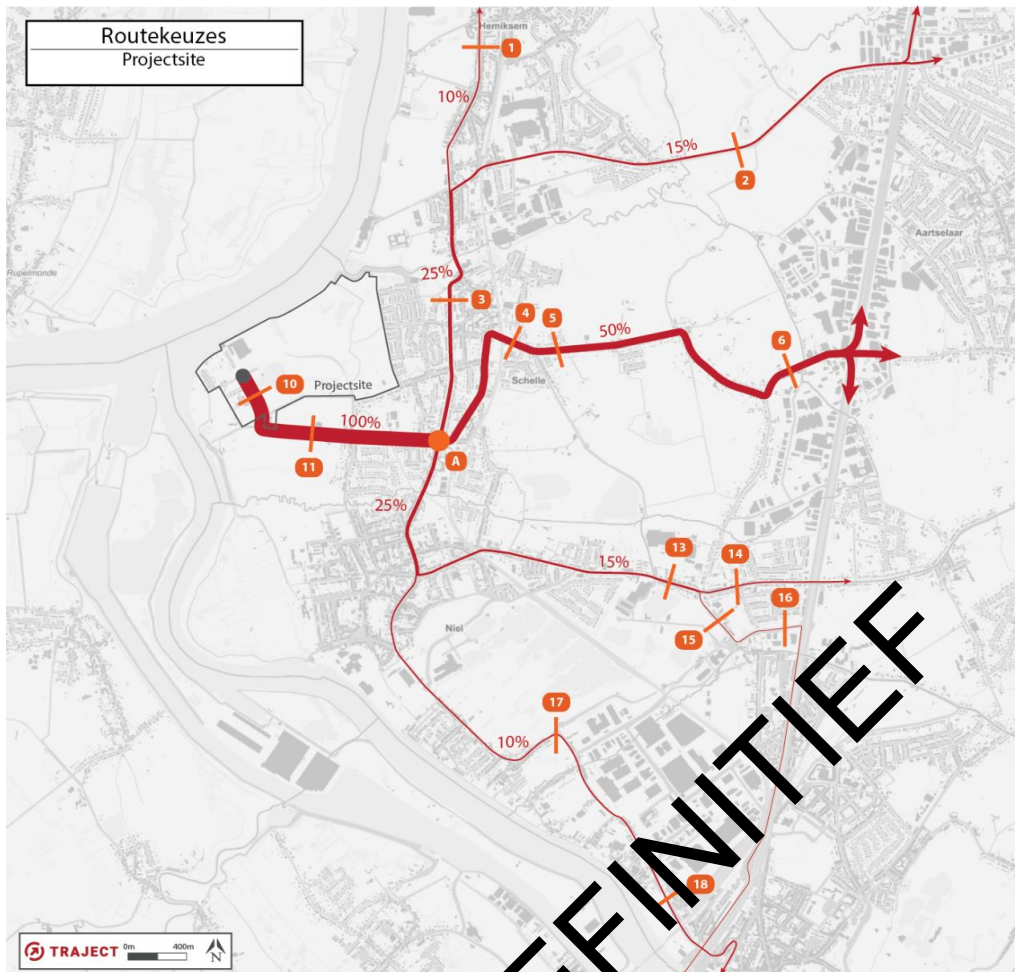 Routekeuzes
Projectsite
Hemiksem
1
10%
15%
2
Aartselaar
Rupelmonde
25%
3
4
5
50%
6
Schelle
10
Projectsite
100%
11
A
25%
13
14
15%
16
15
Niel
17
10%
18
EFINITIEF
TRAJECT
0m 400m
N